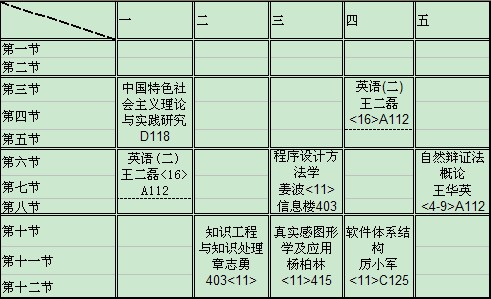 一 二 三 四 五
第一节
第二节
第三节
第四节
第五节
中国特色社
会主义理论
与实践研究
D118
英语(二)
王二磊
<16>A112
第六节
第七节
第八节
英语(二)
王二磊<16>
A112
程序设计方
法学
姜波<11>
信息楼403
自然辩证法
概论
王华英
<4-9>A112
第十节
第十一节
第十二节
知识工程
与知识处理
章志勇
403<11>
真实感图形
学及应用
杨柏林
<11>415
软件体系结
构
厉小军
<11>C125